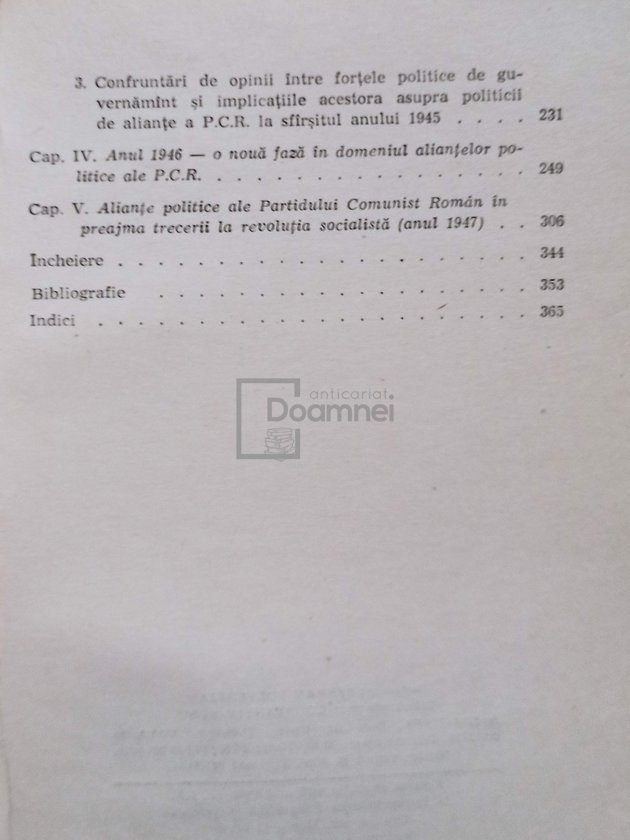 3. Confruntări de opinii între forțele politice de gu-
vernămînt și implicațiile acestora asupra politicii
de alianțe a P.C.R. la sfîrșitul anului 1945 . . . . 231
Cap. IV. Anul 1946 — o nouă fază în domeniul alianțelor po-
litice ale P.C.R. . . . . . . . . . . . . . . . . 249
Cap. V. Alianțe politice ale Partidului Comunist Român în
preajma trecerii la revoluția socialistă (anul 1947) . . 306
Încheiere . . . . . . . . . . . . . . . . . . . . 344
Bibliografie . . . . . . . . . . . . . . . . . . 353
Indici . . . . . . . . . . . . . . . . . . . . . 365
anticariat
Doamnei